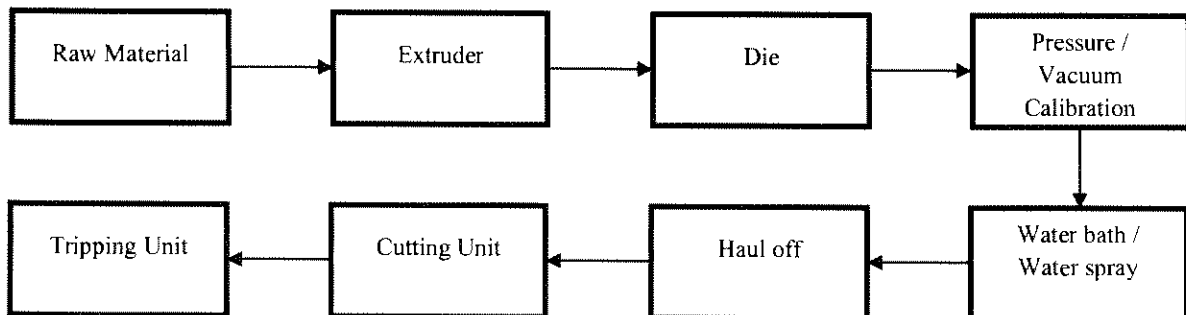 Raw Material
Extruder
Die
Pressure /
Vacuum
Calibration
Water bath /
Water spray
Haul off
Cutting Unit
Tripping Unit